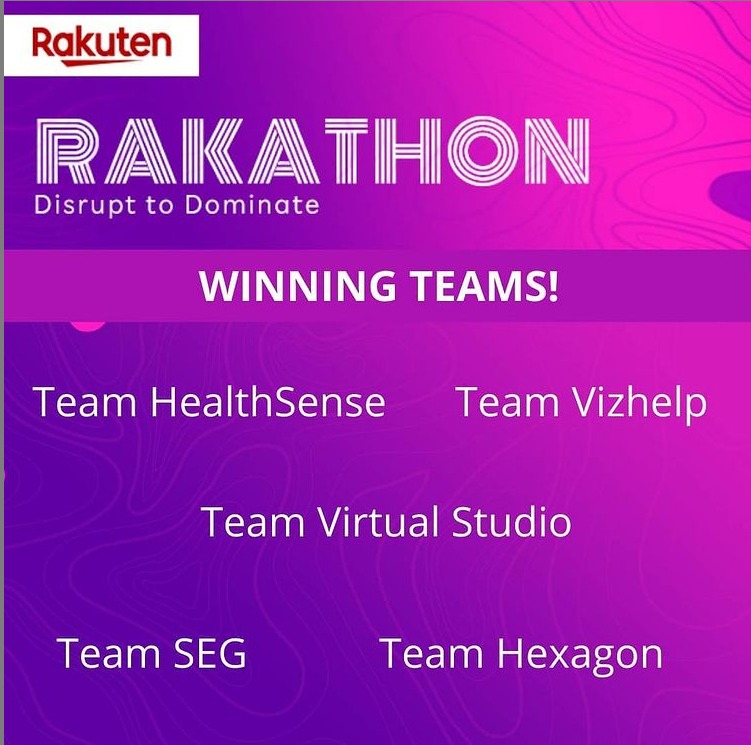 Rakuten
RAKATHON
Disrupt to Dominate
WINNING TEAMS!
Team HealthSense Team Vizhelp
Team Virtual Studio
Team SEG Team Hexagon